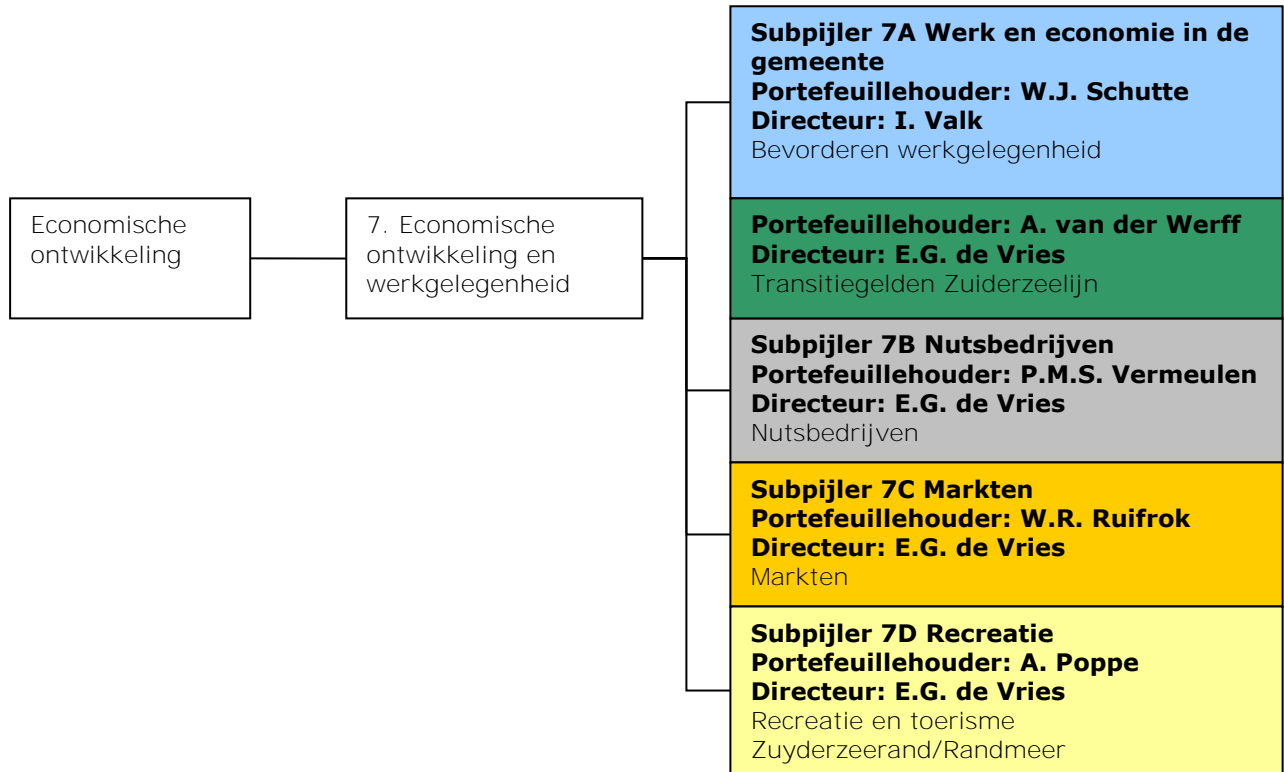 Economische
ontwikkeling
7. Economische
ontwikkeling en
werkgelegenheid
Subpijler 7A Werk en economie in de
gemeente
Portefeuillehouder: W.J. Schutte
Directeur: I. Valk
Bevorderen werkgelegenheid
Portefeuillehouder: A. van der Werff
Directeur: E.G. de Vries
Transitiegelden Zuiderzeelijn
Subpijler 7B Nutsbedrijven
Portefeuillehouder: P.M.S. Vermeulen
Directeur: E.G. de Vries
Nutsbedrijven
Subpijler 7C Markten
Portefeuillehouder: W.R. Ruifrok
Directeur: E.G. de Vries
Markten
Subpijler 7D Recreatie
Portefeuillehouder: A. Poppe
Directeur: E.G. de Vries
Recreatie en toerisme
Zuyderzeerand/Randmeer